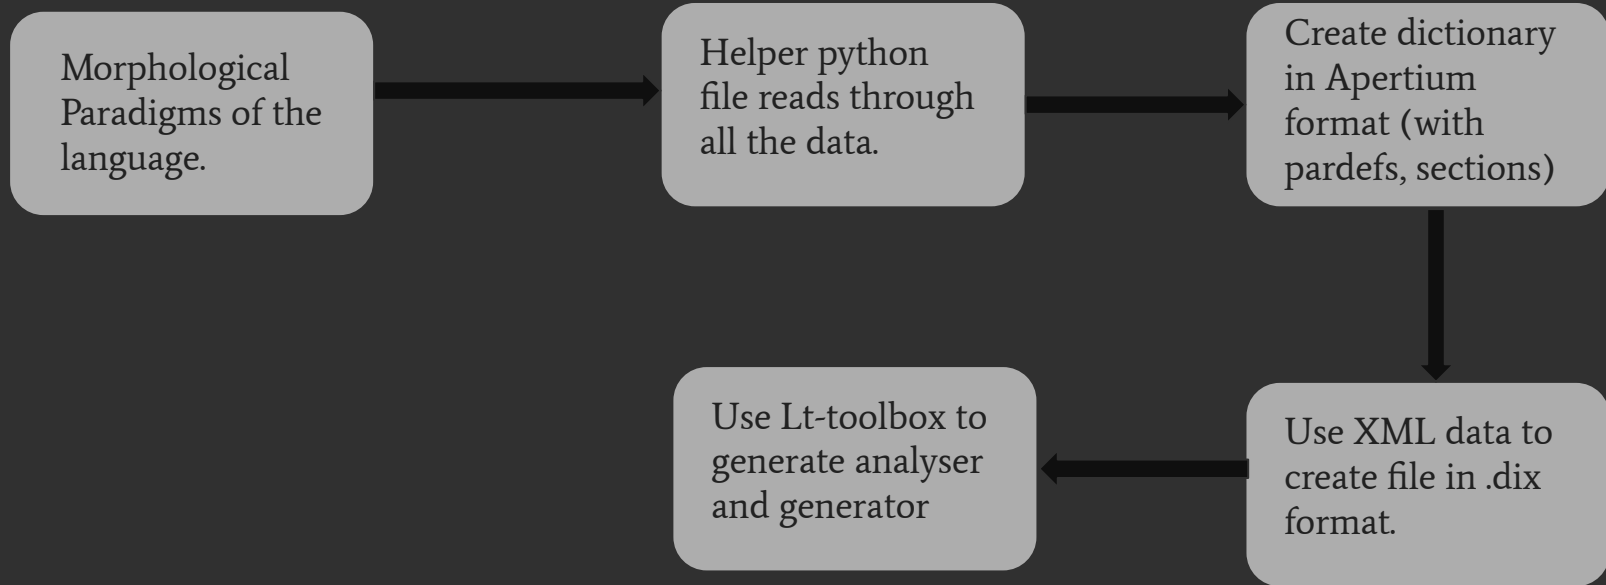 Morphological
Paradigms of the
language.
Helper python
file reads through
all the data.
Create dictionary
in Apertium
format (with
pardefs, sections)
Use XML data to
create file in .dix
format.
Use Lt-toolbox to
generate analyser
and generator